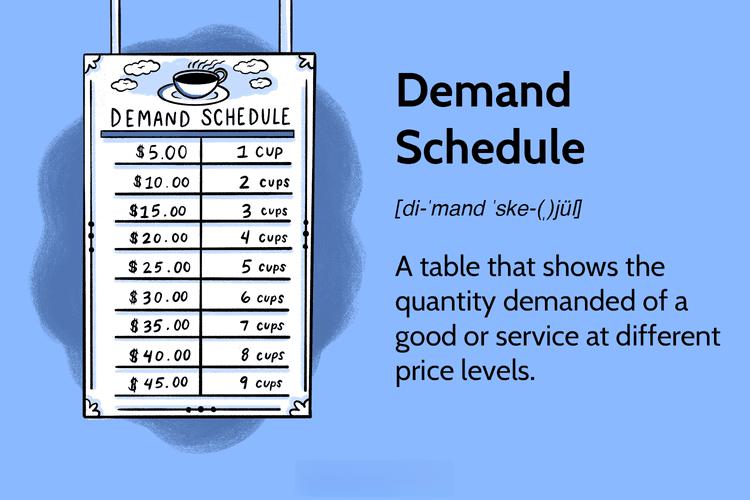 DEMAND SCHEDULE
$5.00 1 CUP
$10.00 2 CUPS
$15.00 3 CUPS
$20.00 4 CUPS
$25.00 5 CUPS
$30.00 6 CUPS
$35.00 7 CUPS
$40.00 8 CUPS
$45.00 9 CUPS
Demand
Schedule
[di-ˈmand ˈske-(ˌ)jül]
A table that shows the
quantity demanded of a
good or service at different
price levels.